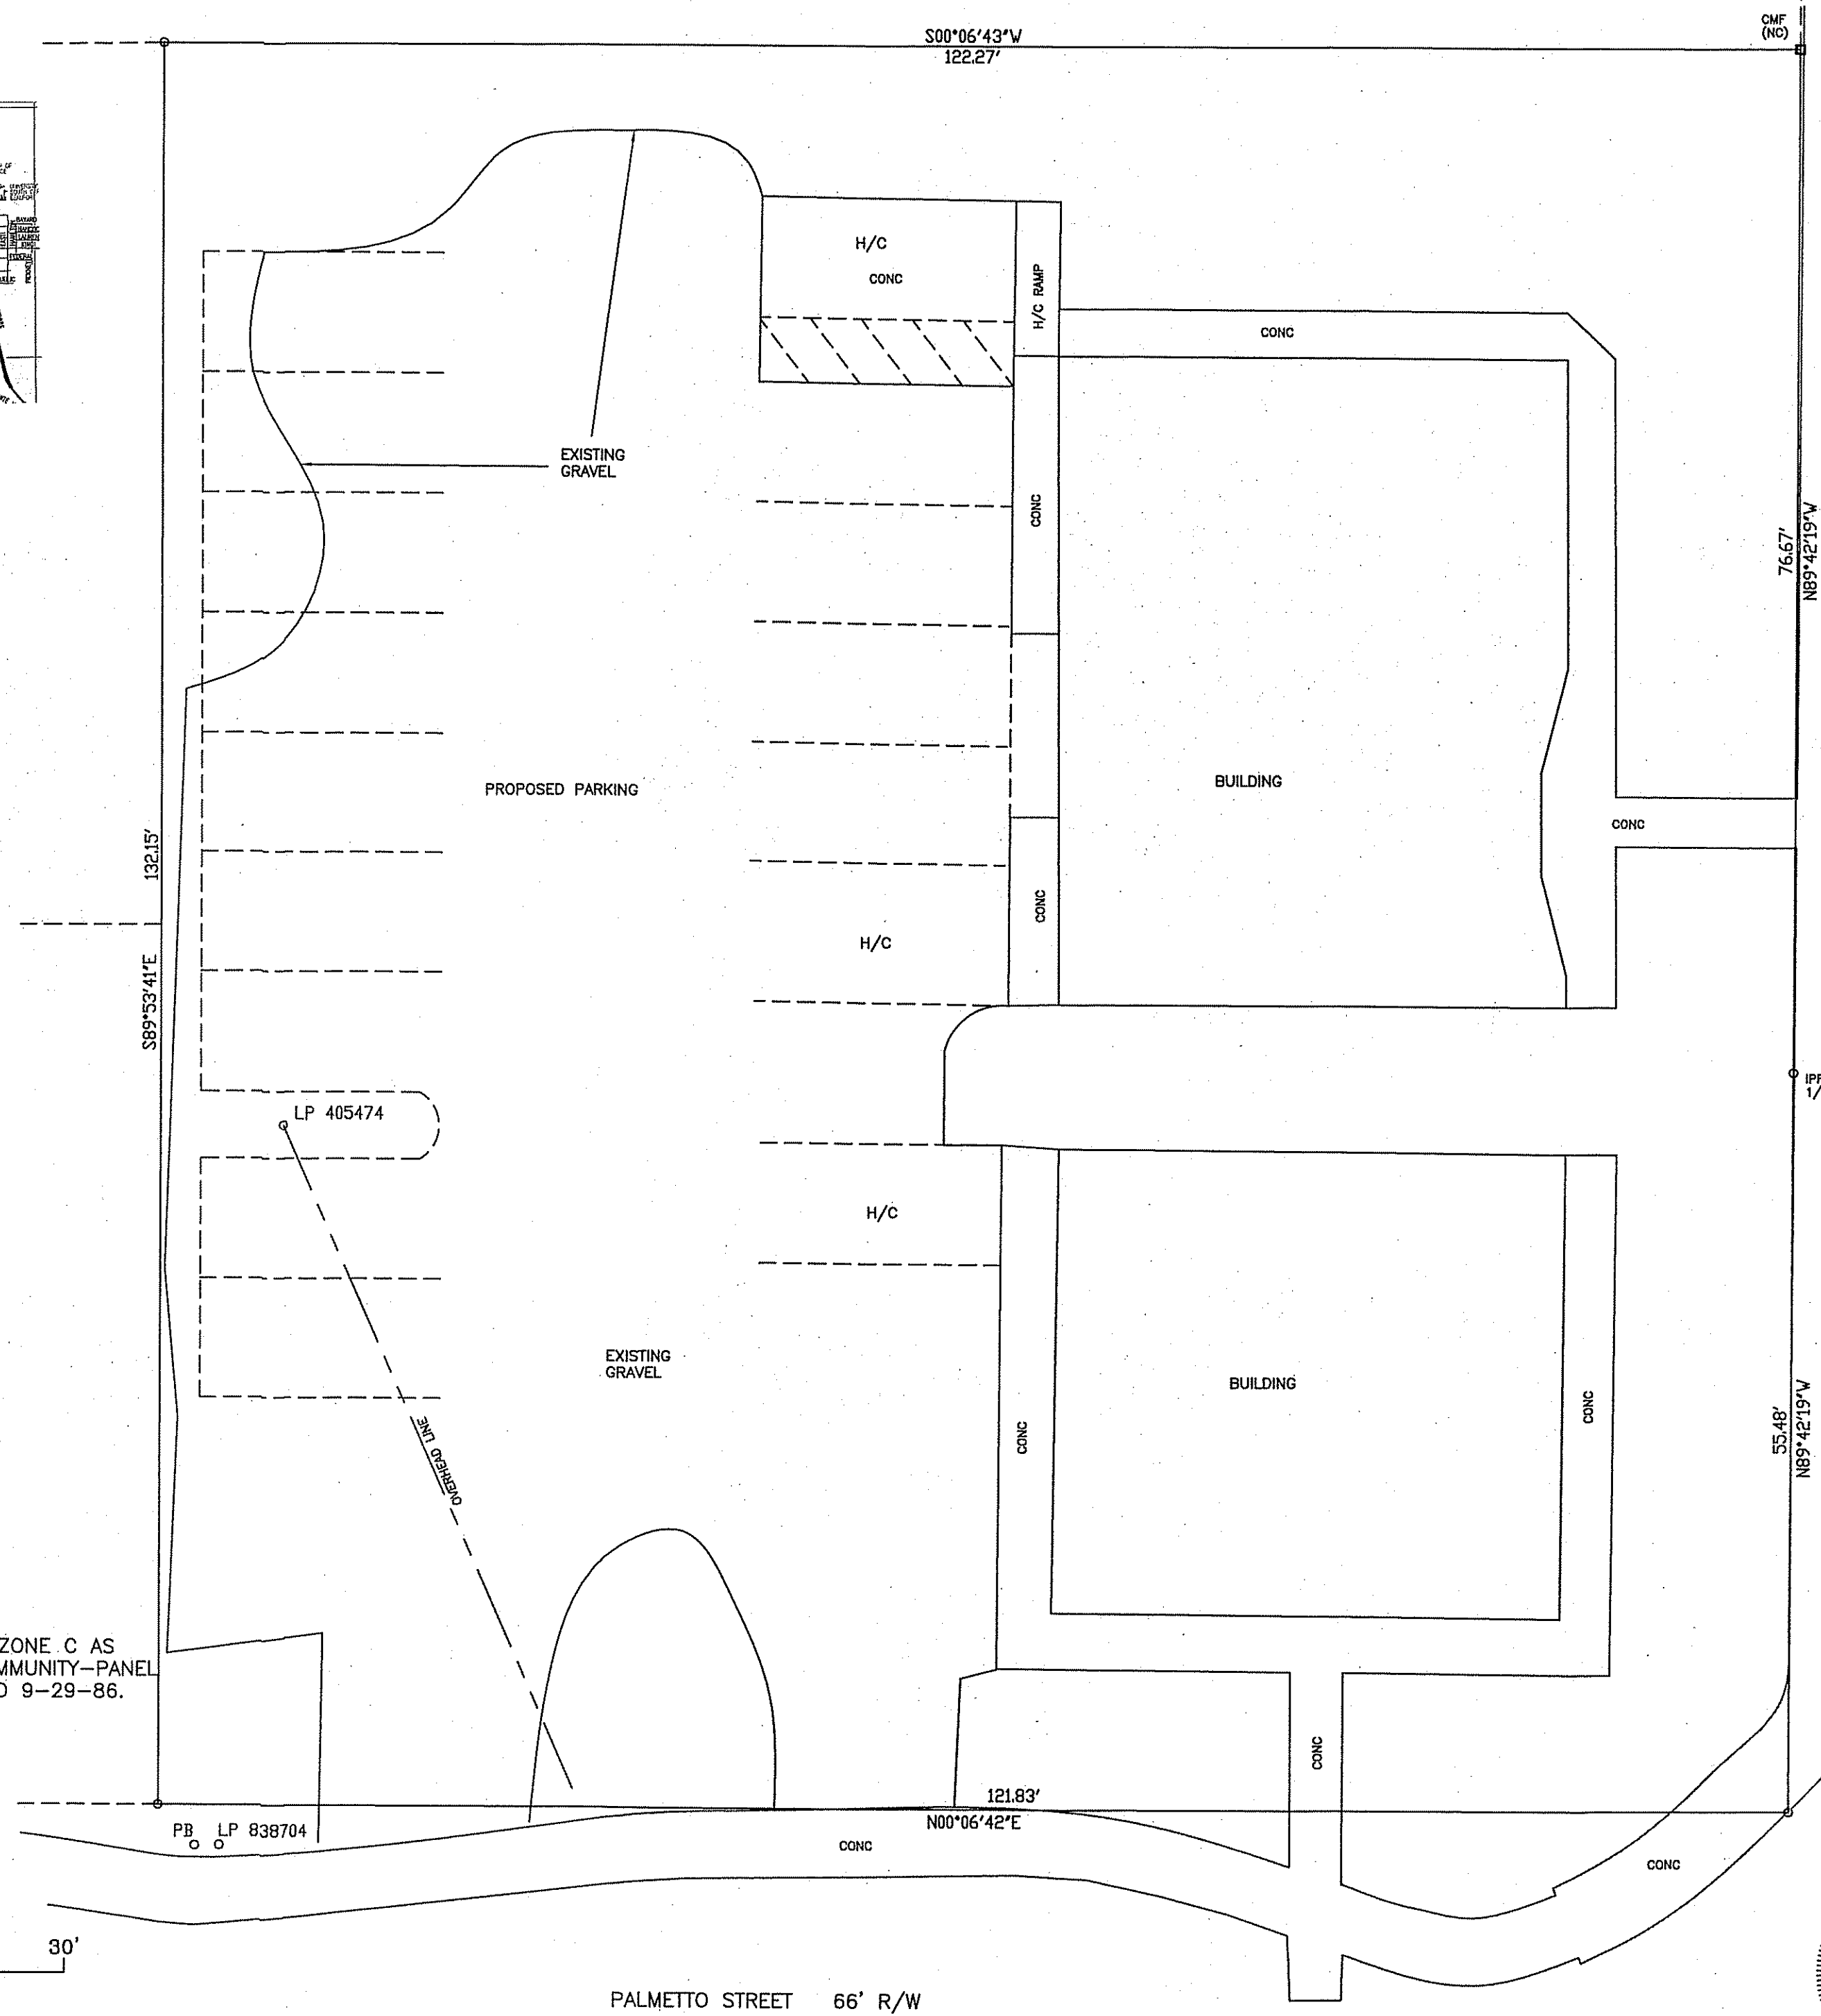 S00°06'43"W
122.27'
CMF
(NC)
H/C
CONC
H/C RAMP
CONC
EXISTING
GRAVEL
CONC
76.67'
N89°42'19"W
PROPOSED PARKING
BUILDING
CONC
132.15'
S89°53'41"E
CONC
H/C
LP 405474
H/C
EXISTING
GRAVEL
BUILDING
CONC
CONC
55.48'
N89°42'19"W
OVERHEAD LINE
ZONE C AS
MMUNITY-PANEL
9-29-86.
CONC
121.83'
N00°06'42"E
PB LP 838704
CONC
CONC
30'
PALMETTO STREET 66' R/W